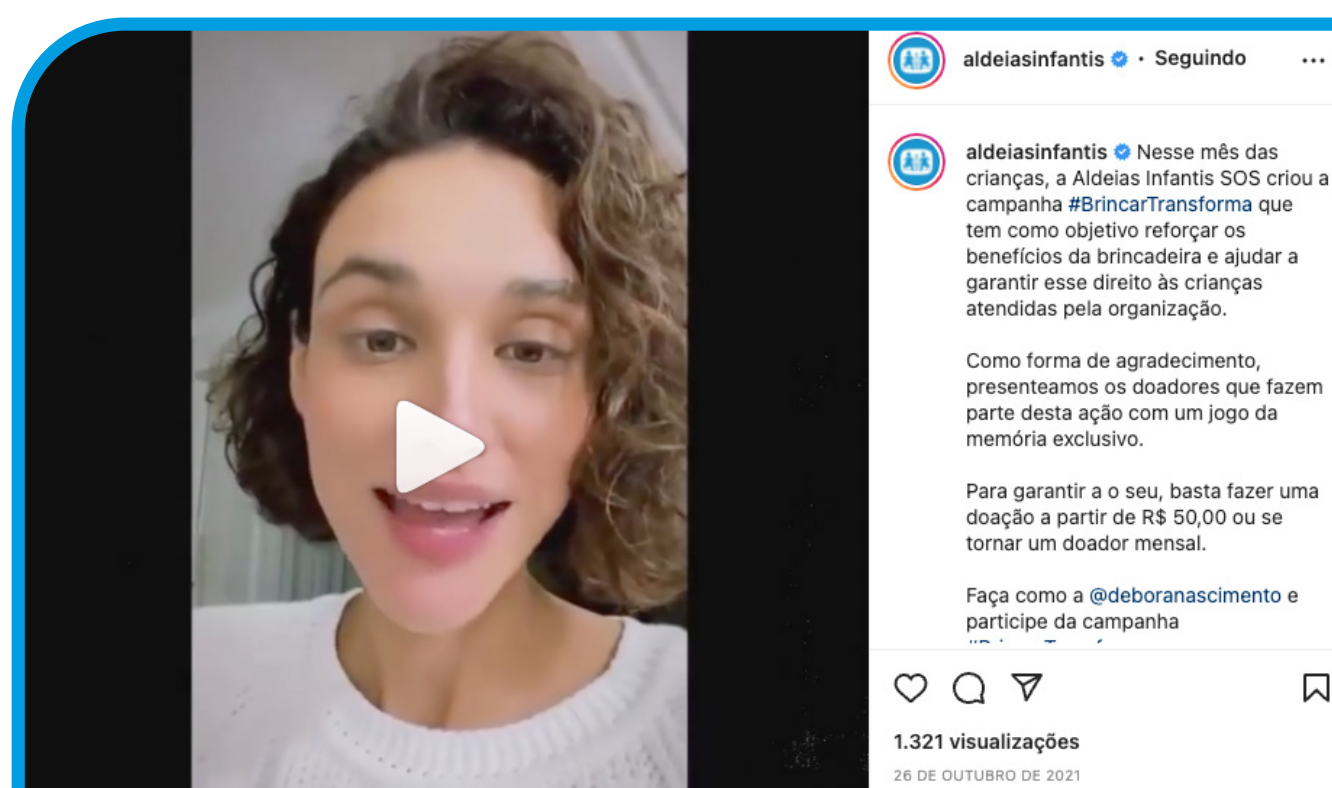 aldeiasinfantis • Seguindo
aldeiasinfantis Nesse mês das
crianças, a Aldeias Infantis SOS criou a
campanha #BrincarTransforma que
tem como objetivo reforçar os
benefícios da brincadeira e ajudar a
garantir esse direito às crianças
atendidas pela organização.
Como forma de agradecimento,
presenteamos os doadores que fazem
parte desta ação com um jogo da
memória exclusivo.
Para garantir a o seu, basta fazer uma
doação a partir de R$ 50,00 ou se
tornar um doador mensal.
Faça como a @deboranascimento e
participe da campanha
1.321 visualizações
26 DE OUTUBRO DE 2021